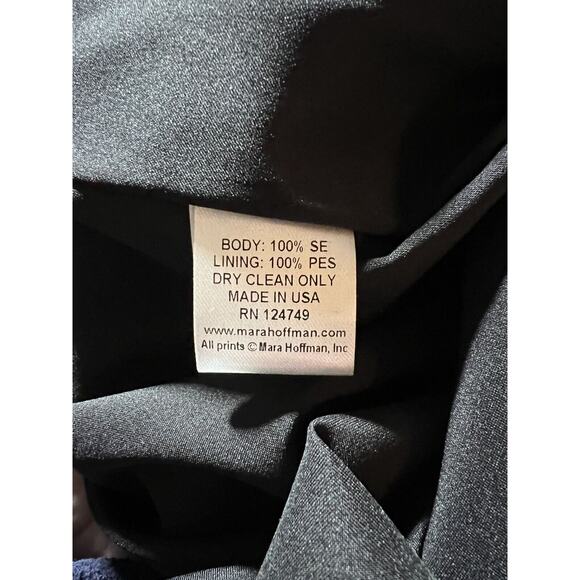 BODY: 100% SE
LINING: 100% PES
DRY CLEAN ONLY
MADE IN USA
RN 124749
www.marahoffman.com
All prints © Mara Hoffman, Inc